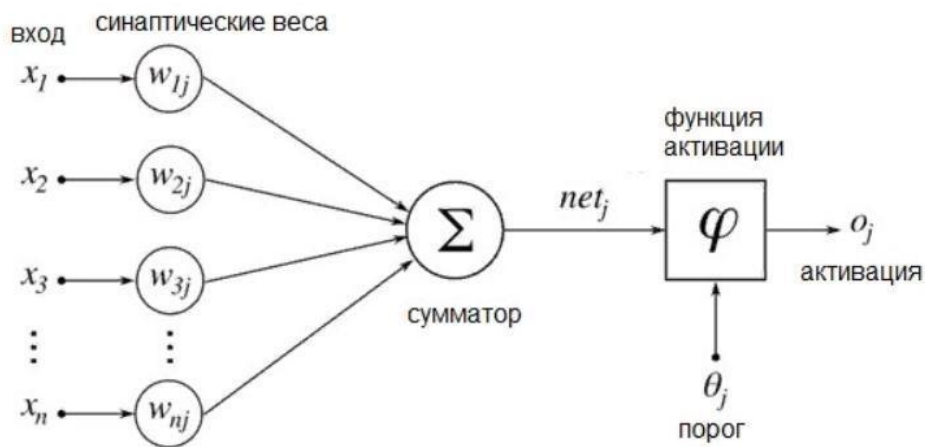 вход
синаптические веса
x₁
w₁ⱼ
x₂
w₂ⱼ
x₃
w₃ⱼ
⋮
⋮
xₙ
wₙⱼ
Σ
сумматор
netⱼ
функция
активации
φ
oⱼ
активация
θⱼ
порог